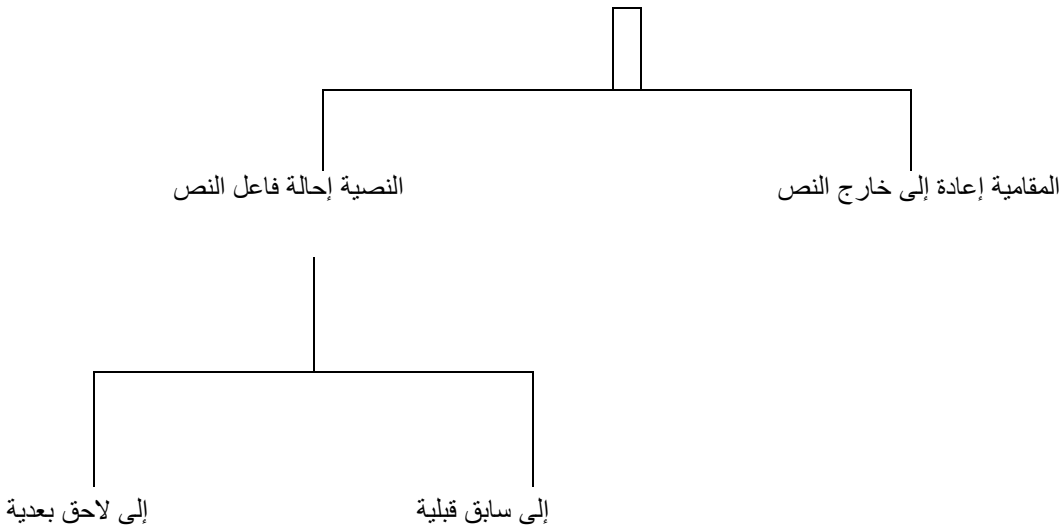 المقامية إعادة إلى خارج النص
النصية إحالة فاعل النص
إلى سابق قبلية
إلى لاحق بعدية